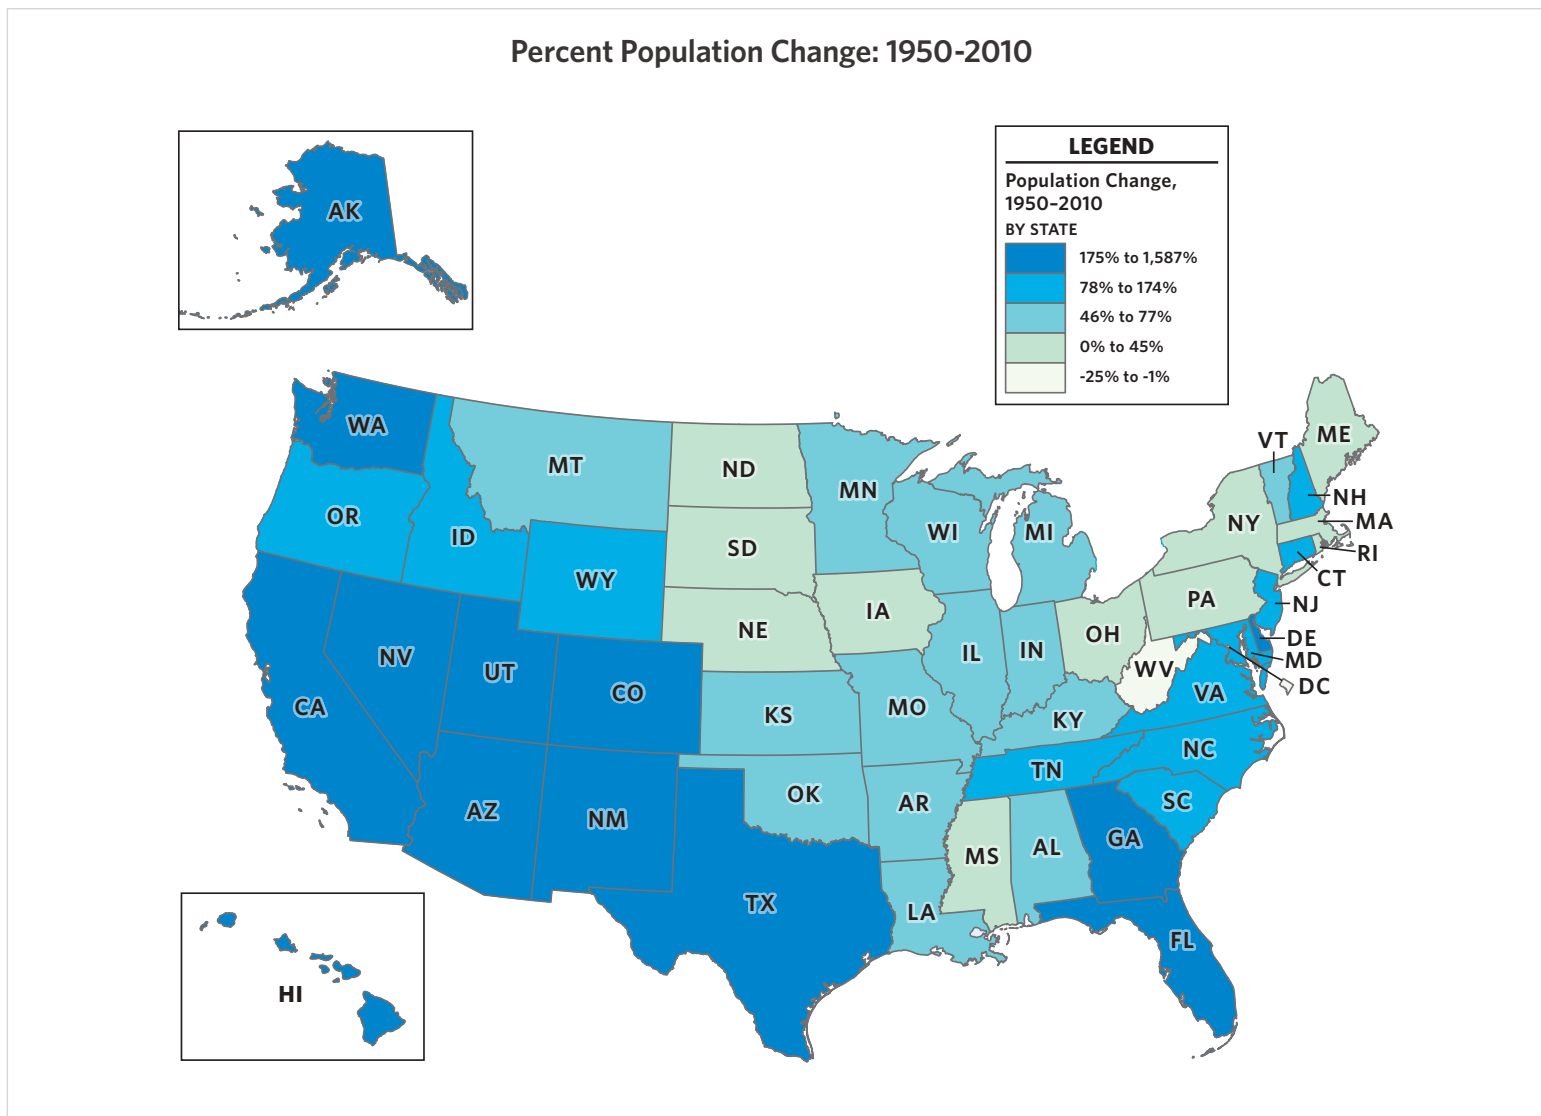 Percent Population Change: 1950-2010
LEGEND
Population Change,
1950–2010
BY STATE
175% to 1,587%
78% to 174%
46% to 77%
0% to 45%
-25% to -1%
AK
WA
MT
ND
MN
VT
ME
NH
OR
ID
SD
WI
MI
NY
MA
RI
CT
WY
IA
PA
NJ
NE
OH
DE
NV
UT
IL
IN
WV
MD
DC
CO
CA
KS
MO
KY
VA
NC
TN
OK
AR
SC
AZ
NM
MS
AL
GA
TX
LA
FL
HI